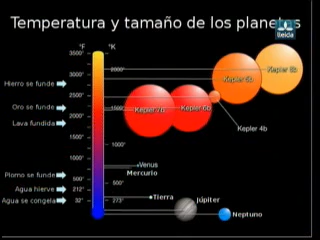 Temperatura y tamaño de los planetas
lleida
°F
°K
3500°
3000°
2500°
2000°
1500°
1000°
500°
212°
32°
2000°
1500°
1000°
500°
273°
Hierro se funde
Oro se funde
Lava fundida
Plomo se funde
Agua hierve
Agua se congela
Kepler 8b
Kepler 5b
Kepler 7b
Kepler 6b
Kepler 4b
Venus
Mercurio
Tierra
Júpiter
Neptuno